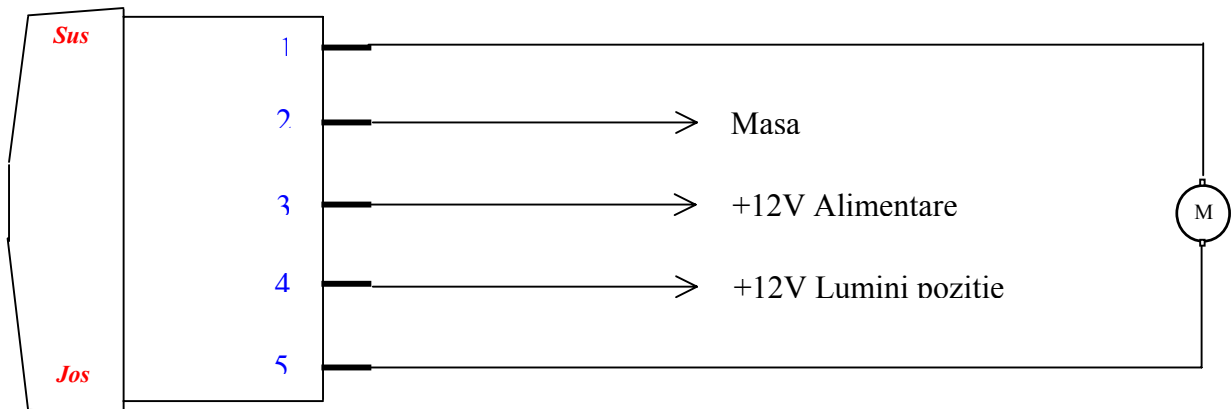 Sus
1
2
Masa
3
+12V Alimentare
M
4
+12V Lumini pozitie
5
Jos